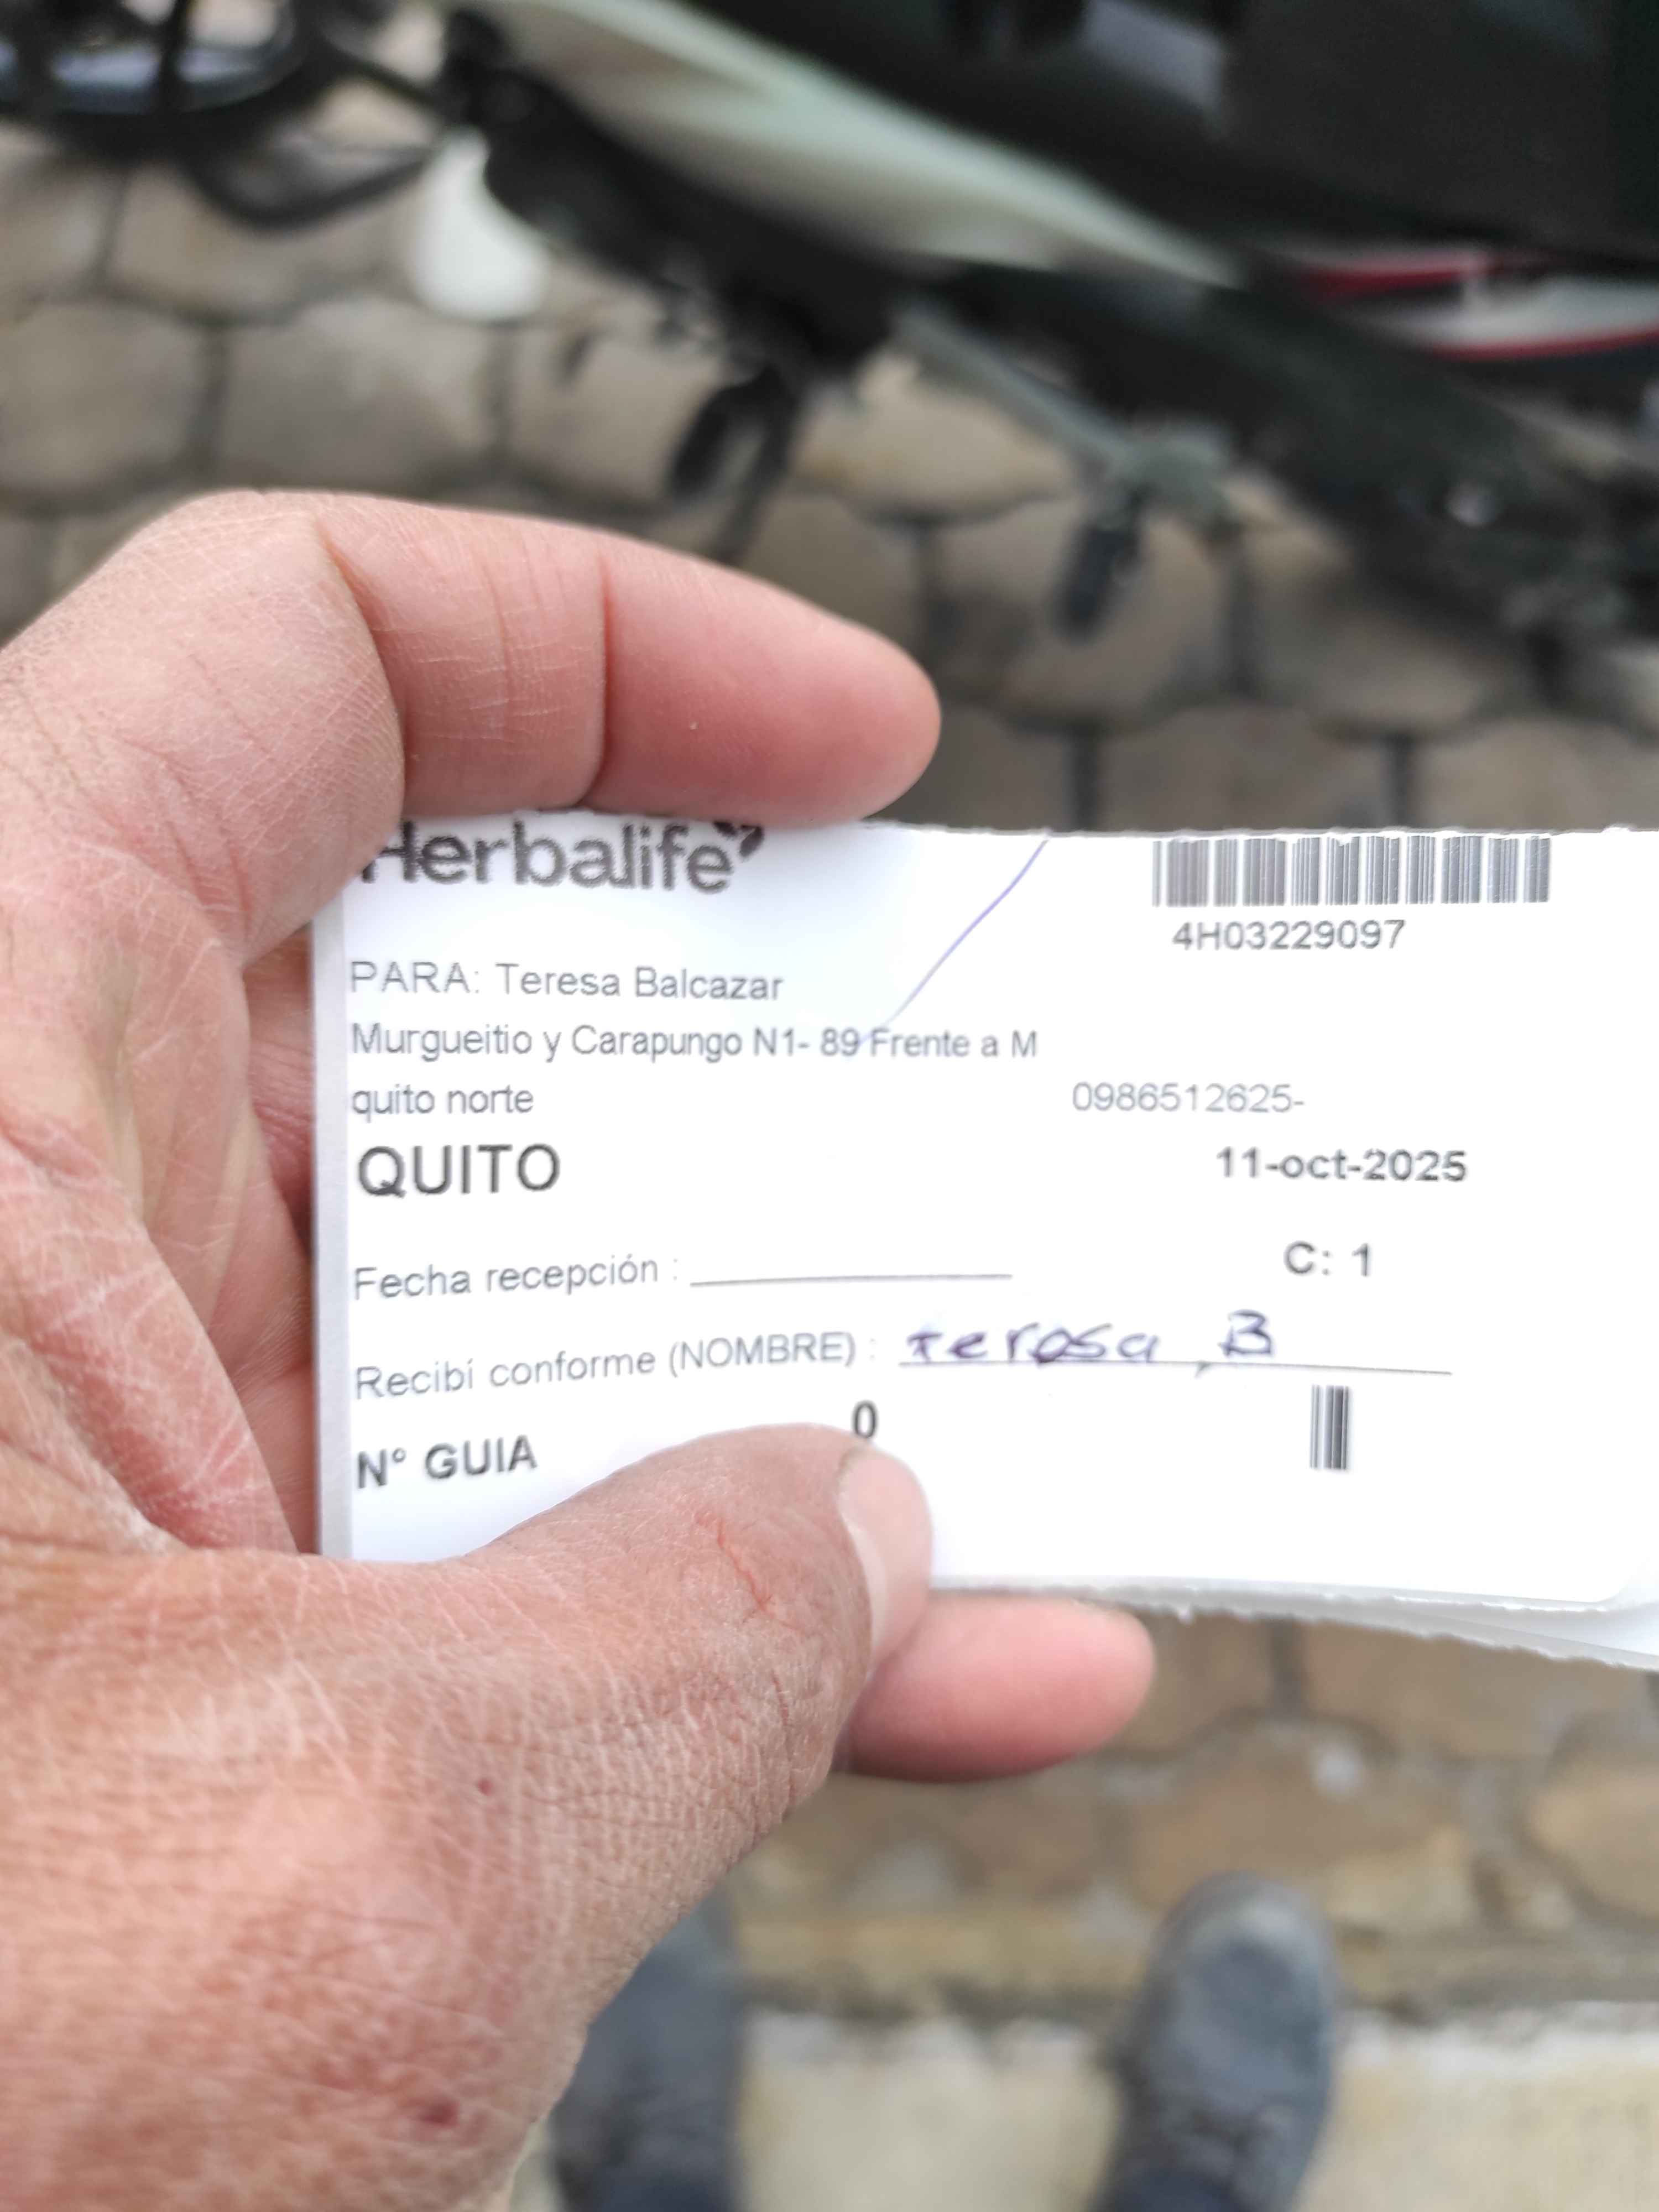 Herbalife
4H03229097
PARA: Teresa Balcazar
Murgueitio y Carapungo N1- 89 Frente a M
quito norte 0986512625-
QUITO 11-oct-2025
Fecha recepción : C: 1
Recibí conforme (NOMBRE) : teresa B
N° GUIA 0